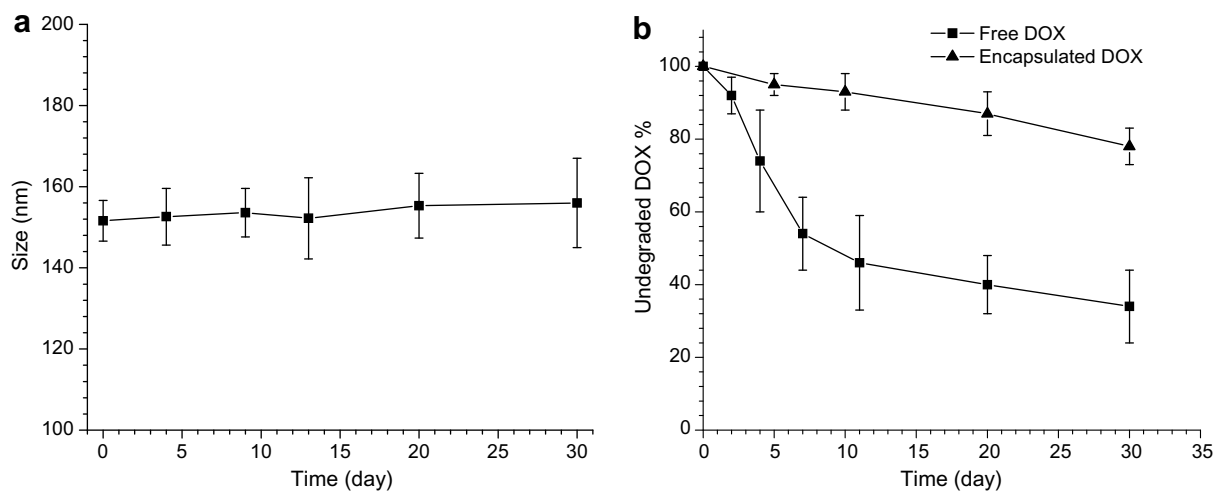 a
200
180
160
140
120
100
Size (nm)
0 5 10 15 20 25 30
Time (day)
b
Free DOX
Encapsulated DOX
100
80
60
40
20
0
Undegraded DOX %
0 5 10 15 20 25 30 35
Time (day)